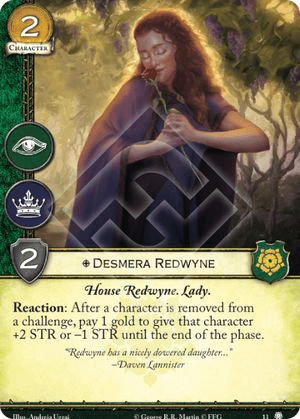 2
CHARACTER
2
Desmera Redwyne
House Redwyne. Lady.
Reaction: After a character is removed
from a challenge, pay 1 gold to give that character
+2 STR or –1 STR until the end of the phase.
"Redwyne has a nicely dowered daughter..."
–Daven Lannister
Illus. Andreia Ugrai
© George R.R. Martin © FFG
13